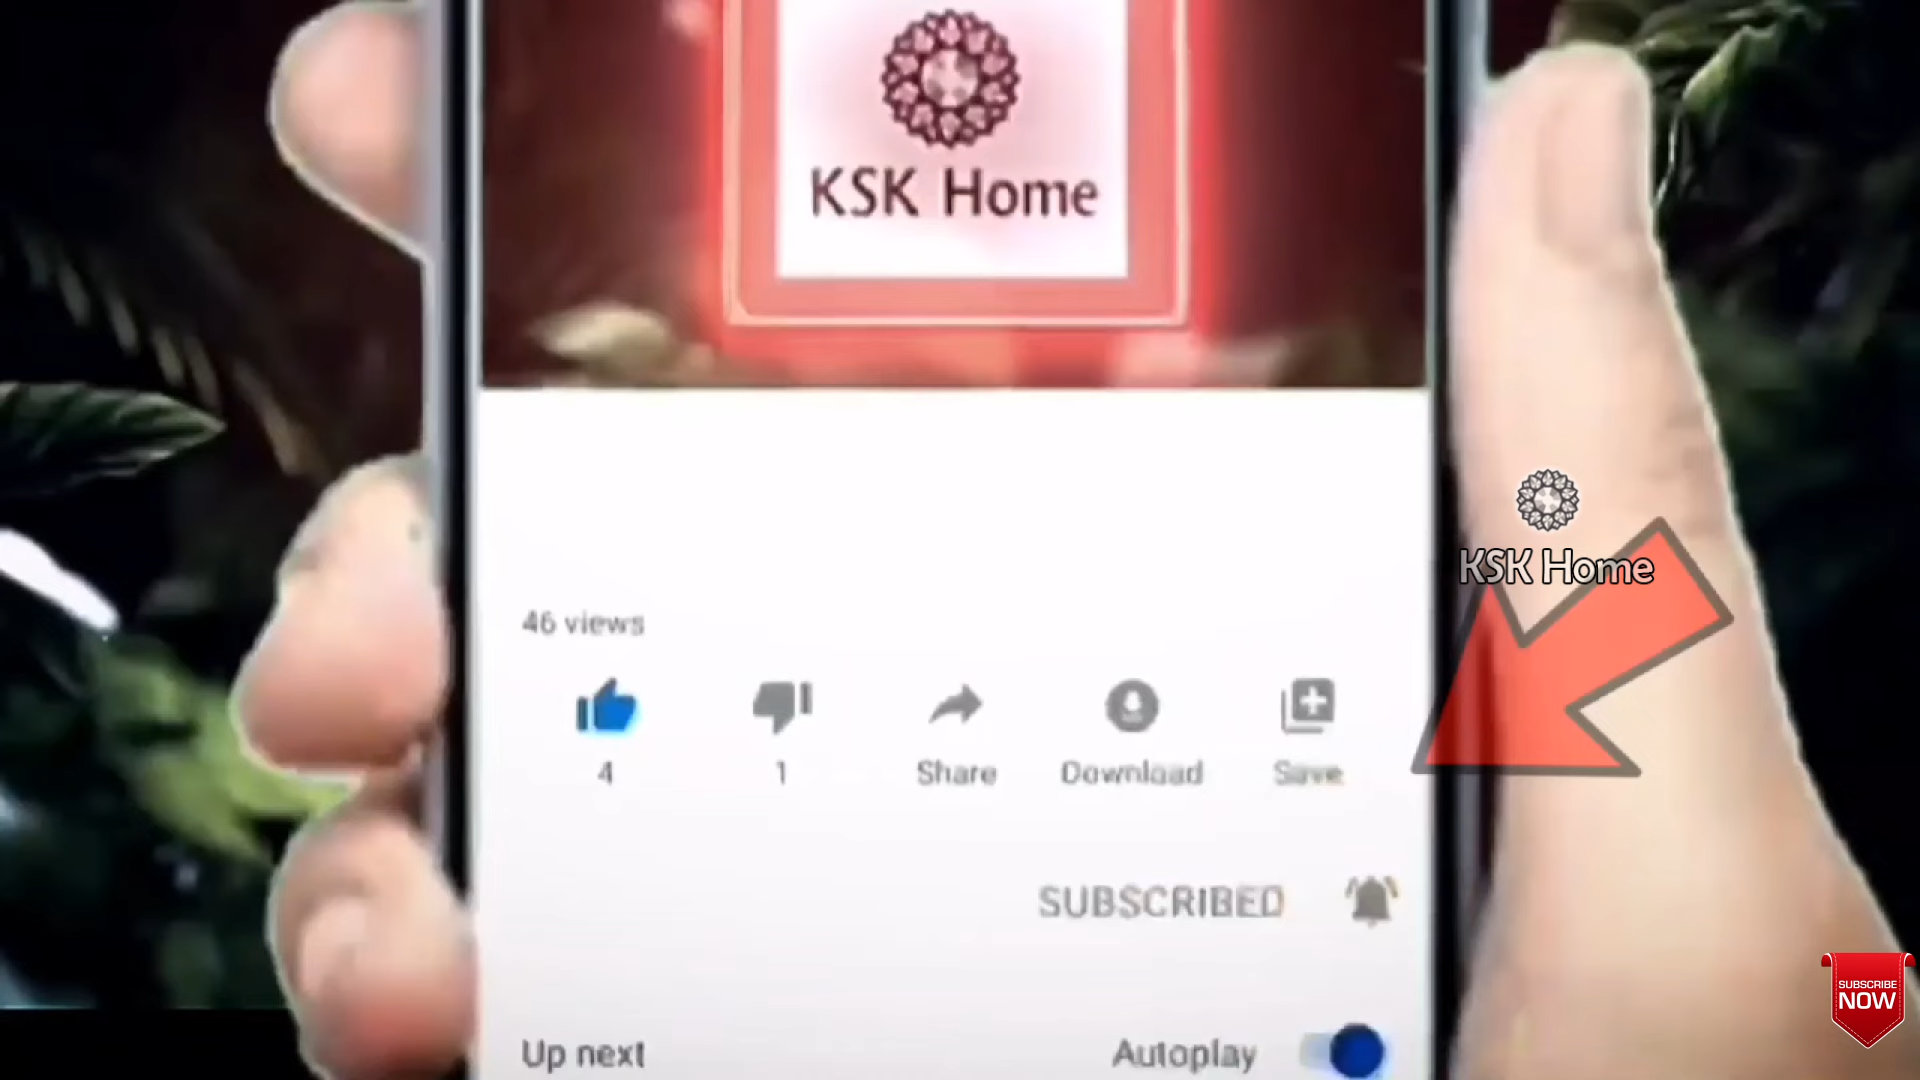 KSK Home
KSK Home
46 views
4
1
Share
Download
Save
SUBSCRIBED
SUBSCRIBE
NOW
Up next
Autoplay